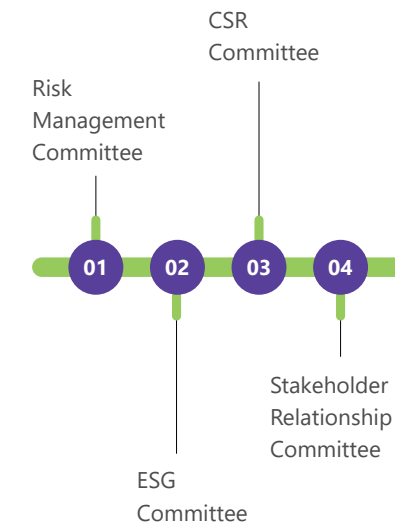 CSR
Committee
Risk
Management
Committee
01 02 03 04
Stakeholder
Relationship
Committee
ESG
Committee